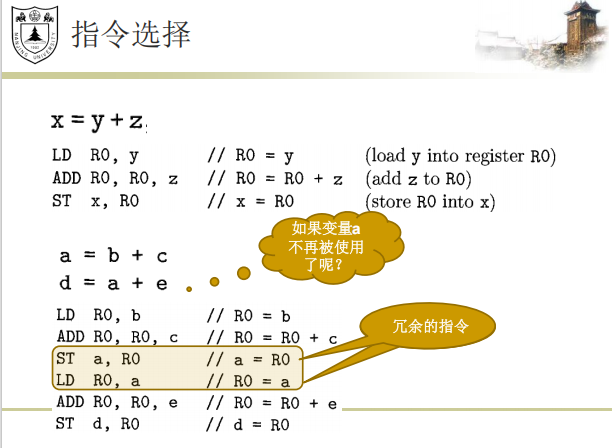 指令选择
x = y + z;
LD R0, y // R0 = y (load y into register R0)
ADD R0, R0, z // R0 = R0 + z (add z to R0)
ST x, R0 // x = R0 (store R0 into x)
如果变量a
不再被使用
了呢?
a = b + c
d = a + e
LD R0, b // R0 = b
ADD R0, R0, c // R0 = R0 + c
冗余的指令
ST a, R0 // a = R0
LD R0, a // R0 = a
ADD R0, R0, e // R0 = R0 + e
ST d, R0 // d = R0